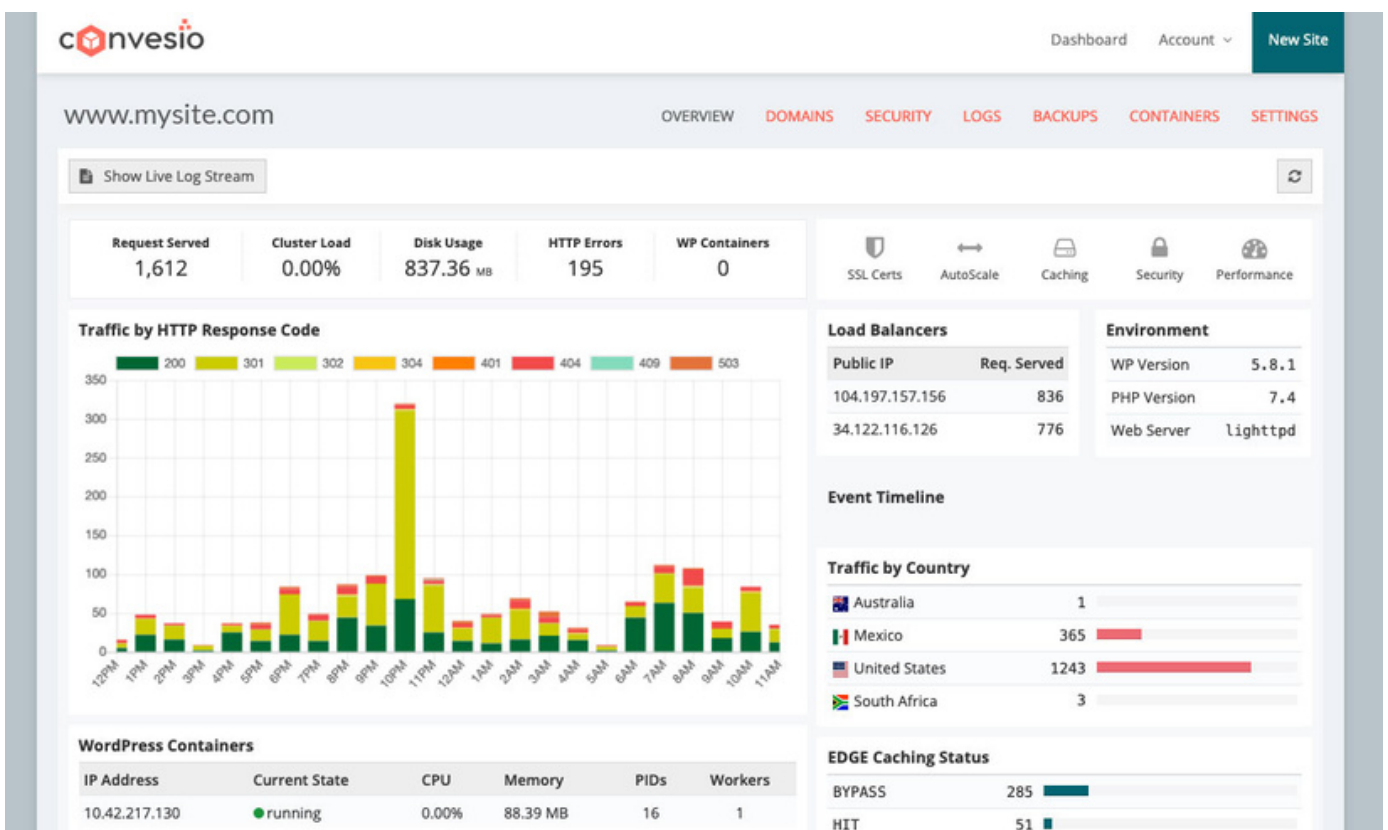 convesio
Dashboard Account New Site
www.mysite.com
OVERVIEW DOMAINS SECURITY LOGS BACKUPS CONTAINERS SETTINGS
Show Live Log Stream
Request Served Cluster Load Disk Usage HTTP Errors WP Containers
1,612 0.00% 837.36 MB 195 0
SSL Certs AutoScale Caching Security Performance
Traffic by HTTP Response Code
200 301 302 304 401 404 409 503
350
300
250
200
150
100
50
0
12PM 1PM 2PM 3PM 4PM 5PM 6PM 7PM 8PM 9PM 10PM 11PM 12AM 1AM 2AM 3AM 4AM 5AM 6AM 7AM 8AM 9AM 10AM 11AM
Load Balancers
Public IP Req. Served
104.197.157.156 836
34.122.116.126 776
Environment
WP Version 5.8.1
PHP Version 7.4
Web Server lighttpd
Event Timeline
Traffic by Country
Australia 1
Mexico 365
United States 1243
South Africa 3
WordPress Containers
IP Address Current State CPU Memory PIDs Workers
10.42.217.130 running 0.00% 88.39 MB 16 1
EDGE Caching Status
BYPASS 285
HIT 51